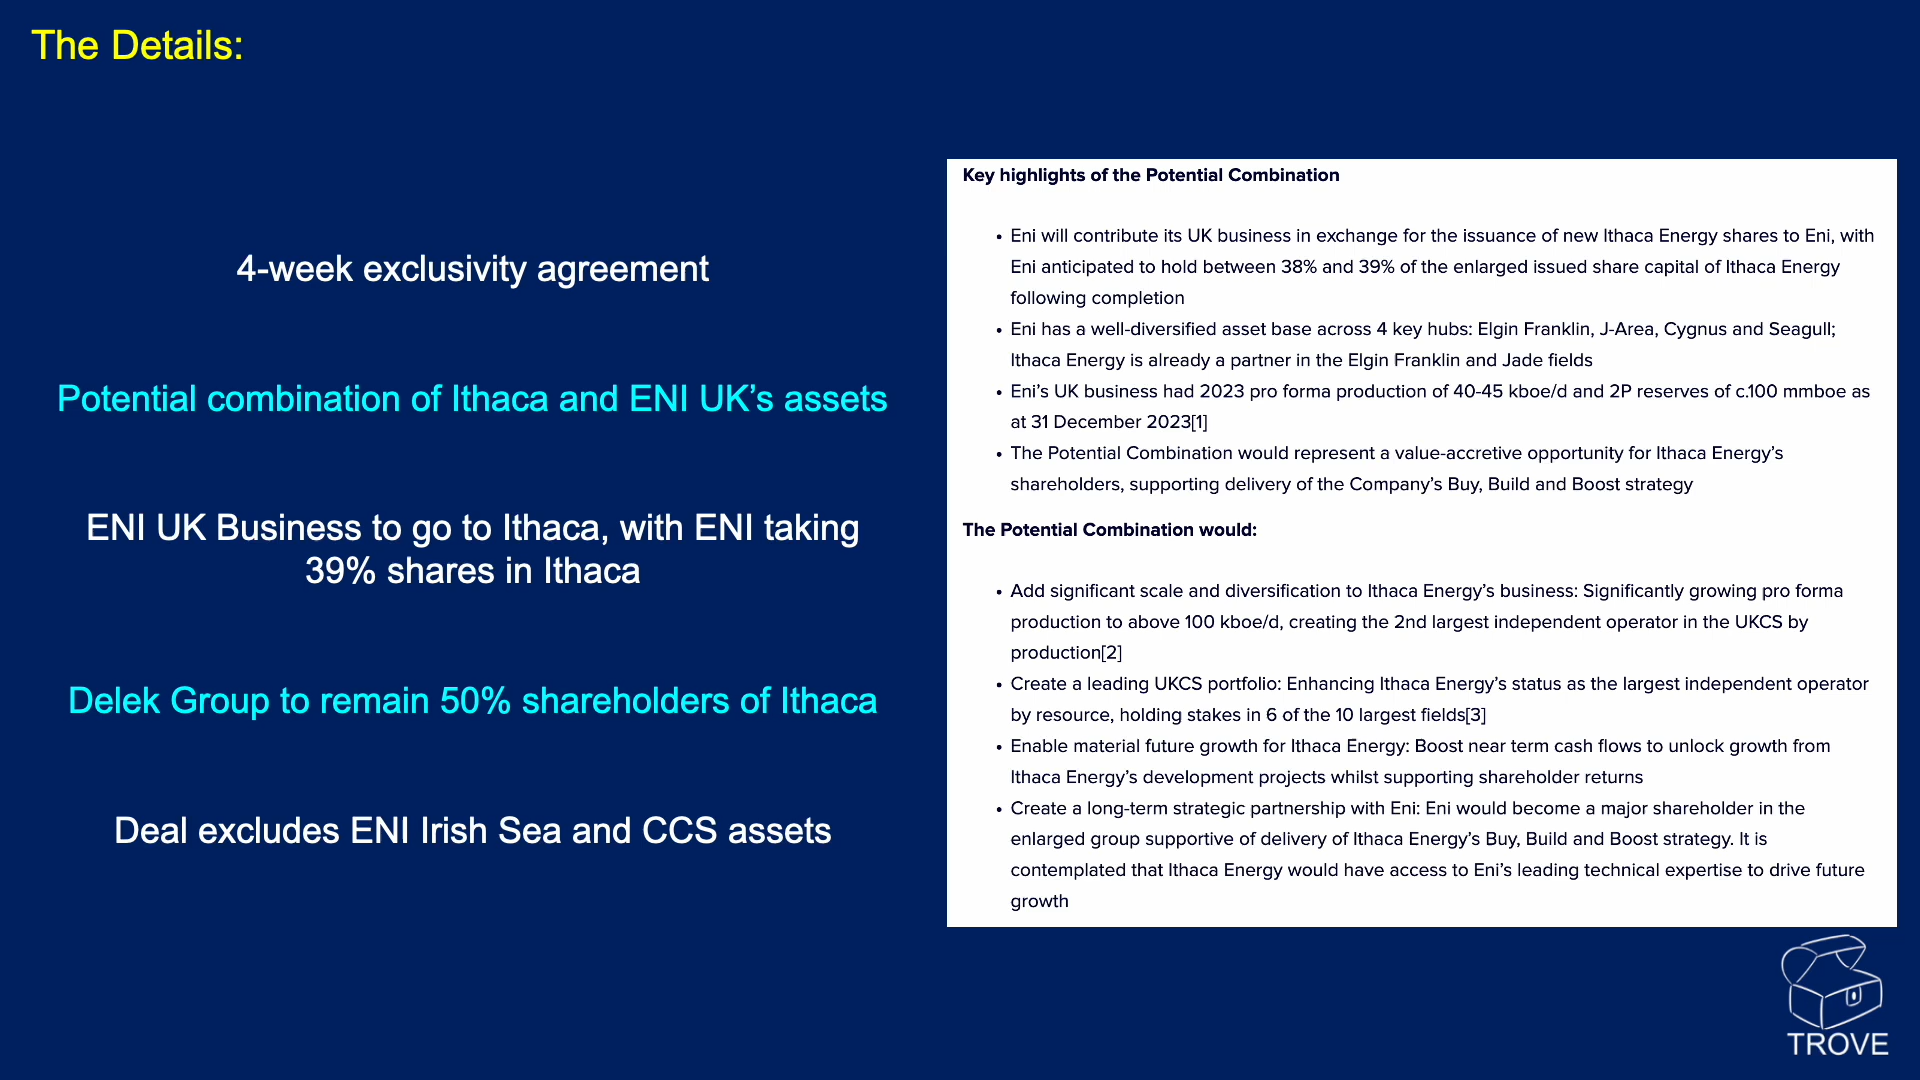 The Details:
4-week exclusivity agreement
Potential combination of Ithaca and ENI UK’s assets
ENI UK Business to go to Ithaca, with ENI taking
39% shares in Ithaca
Delek Group to remain 50% shareholders of Ithaca
Deal excludes ENI Irish Sea and CCS assets
Key highlights of the Potential Combination
• Eni will contribute its UK business in exchange for the issuance of new Ithaca Energy shares to Eni, with
Eni anticipated to hold between 38% and 39% of the enlarged issued share capital of Ithaca Energy
following completion
• Eni has a well-diversified asset base across 4 key hubs: Elgin Franklin, J-Area, Cygnus and Seagull;
Ithaca Energy is already a partner in the Elgin Franklin and Jade fields
• Eni’s UK business had 2023 pro forma production of 40-45 kboe/d and 2P reserves of c.100 mmboe as
at 31 December 2023[1]
• The Potential Combination would represent a value-accretive opportunity for Ithaca Energy’s
shareholders, supporting delivery of the Company’s Buy, Build and Boost strategy
The Potential Combination would:
• Add significant scale and diversification to Ithaca Energy’s business: Significantly growing pro forma
production to above 100 kboe/d, creating the 2nd largest independent operator in the UKCS by
production[2]
• Create a leading UKCS portfolio: Enhancing Ithaca Energy’s status as the largest independent operator
by resource, holding stakes in 6 of the 10 largest fields[3]
• Enable material future growth for Ithaca Energy: Boost near term cash flows to unlock growth from
Ithaca Energy’s development projects whilst supporting shareholder returns
• Create a long-term strategic partnership with Eni: Eni would become a major shareholder in the
enlarged group supportive of delivery of Ithaca Energy’s Buy, Build and Boost strategy. It is
contemplated that Ithaca Energy would have access to Eni’s leading technical expertise to drive future
growth
TROVE